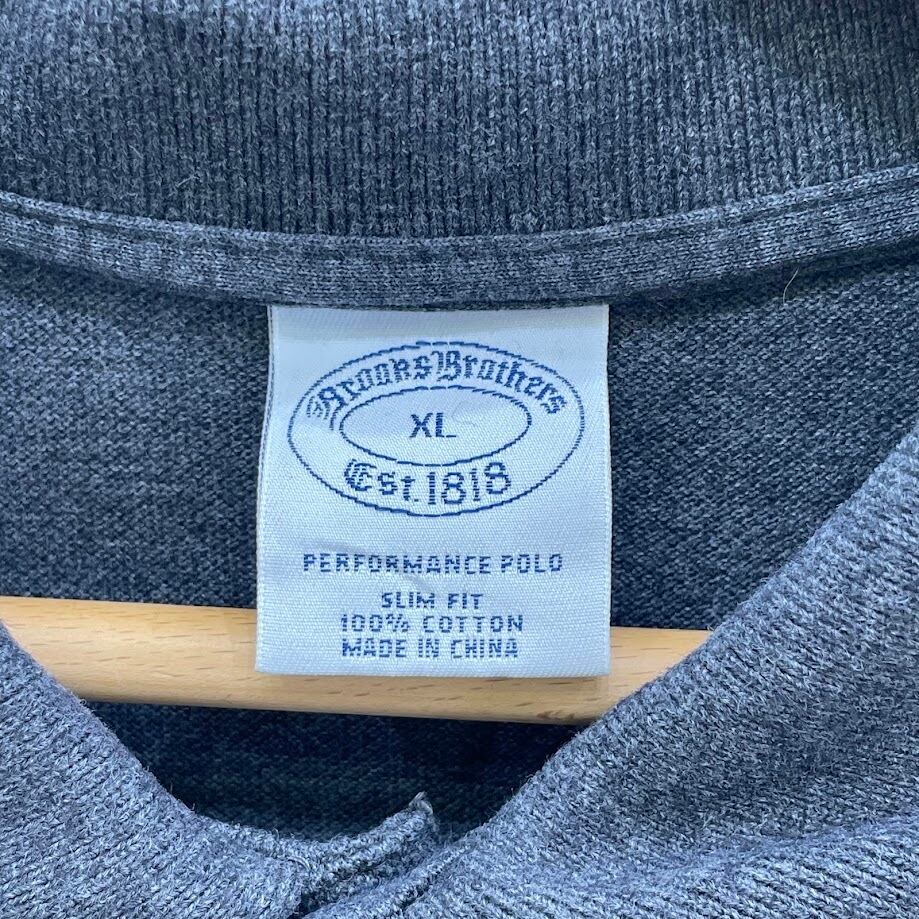 Brooks Brothers
XL
Est. 1818
PERFORMANCE POLO
SLIM FIT
100% COTTON
MADE IN CHINA